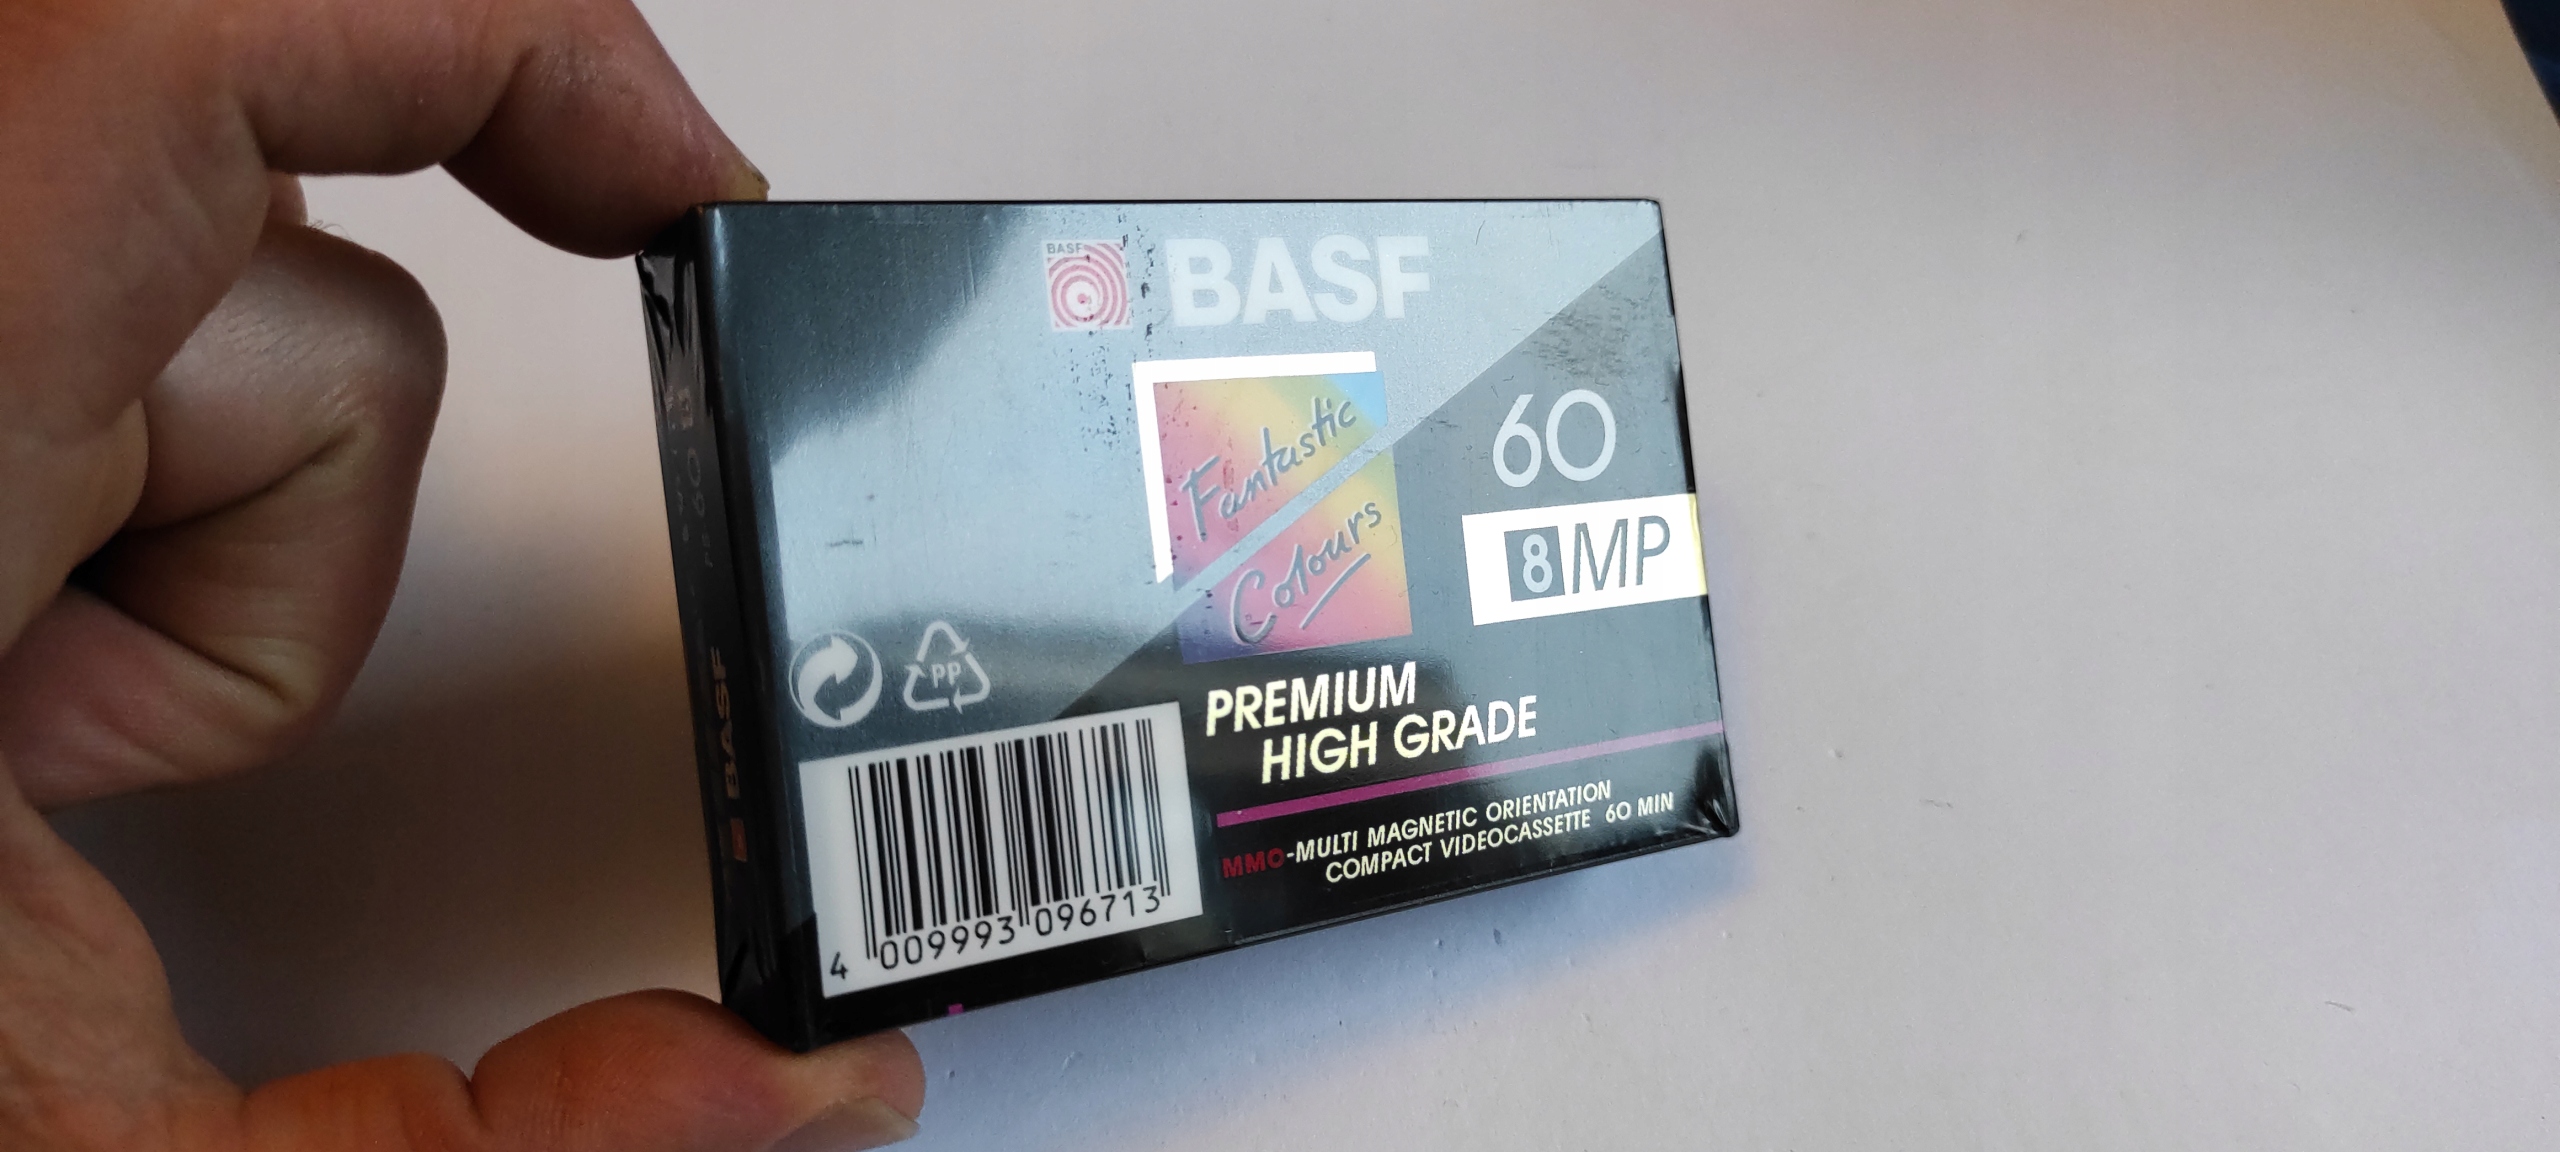 BASF
BASF
Fantastic
Colours
60
8 MP
PREMIUM
HIGH GRADE
MMO-MULTI MAGNETIC ORIENTATION
COMPACT VIDEOCASSETTE 60 MIN
PP
4 009993 096713
BASF